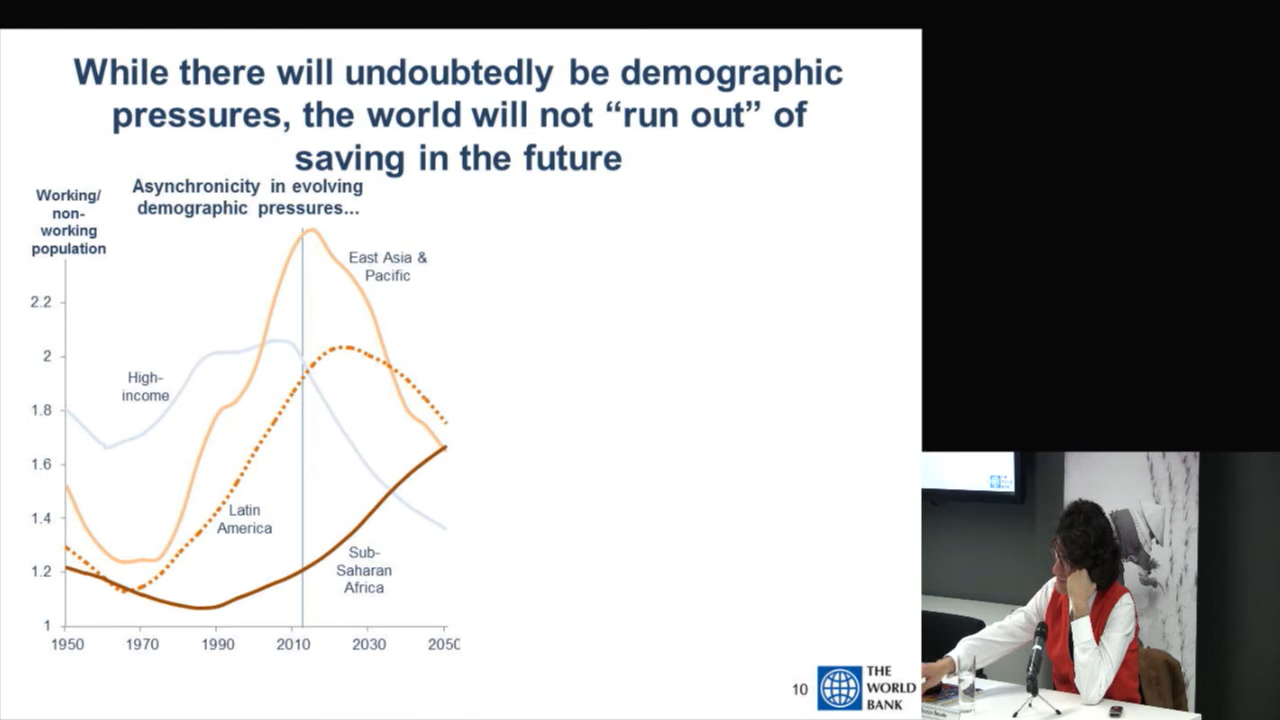 While there will undoubtedly be demographic
pressures, the world will not “run out” of
saving in the future
Working/
non-
working
population
Asynchronicity in evolving
demographic pressures...
East Asia &
Pacific
High-
income
Latin
America
Sub-
Saharan
Africa
2.2
2
1.8
1.6
1.4
1.2
1
1950 1970 1990 2010 2030 2050
10
THE
WORLD
BANK